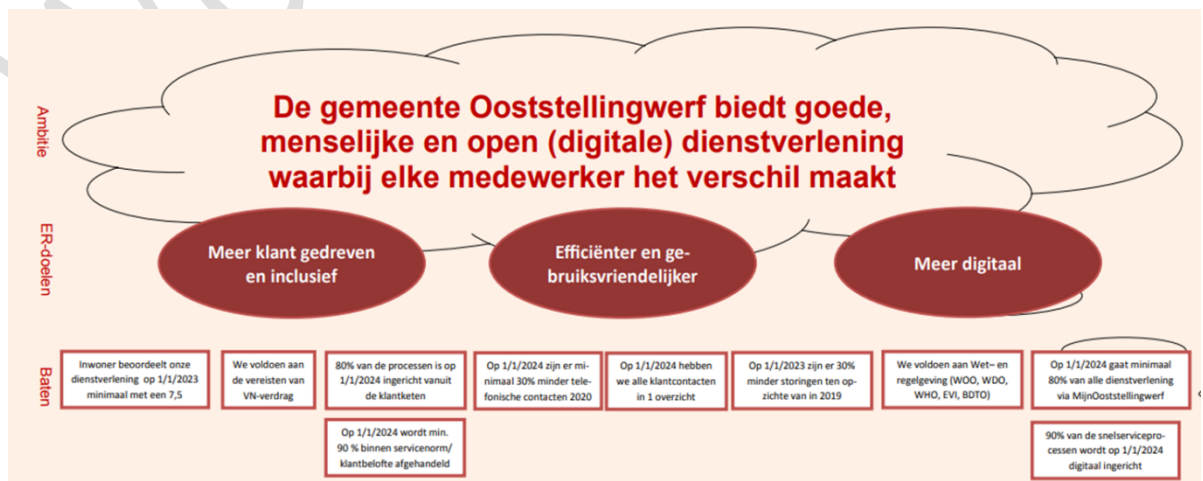 Ambitie
De gemeente Ooststellingwerf biedt goede,
menselijke en open (digitale) dienstverlening
waarbij elke medewerker het verschil maakt
ER-doelen
Meer klant gedreven
en inclusief
Efficiënter en ge-
bruiksvriendelijker
Meer digitaal
Baten
Inwoner beoordeelt onze
dienstverlening op 1/1/2023
minimaal met een 7,5
We voldoen aan
de vereisten van
VN-verdrag
80% van de processen is op
1/1/2024 ingericht vanuit
de klantketen
Op 1/1/2024 zijn er mi-
nimaal 30% minder tele-
fonische contacten 2020
Op 1/1/2024 hebben
we alle klantcontacten
in 1 overzicht
Op 1/1/2023 zijn er 30%
minder storingen ten op-
zichte van in 2019
We voldoen aan Wet– en
regelgeving (WOO, WDO,
WHO, EVI, BDTO)
Op 1/1/2024 gaat minimaal
80% van alle dienstverlening
via MijnOoststellingwerf
Op 1/1/2024 wordt min.
90 % binnen servicenorm/
klantbelofte afgehandeld
90% van de snelservicepro-
cessen wordt op 1/1/2024
digitaal ingericht